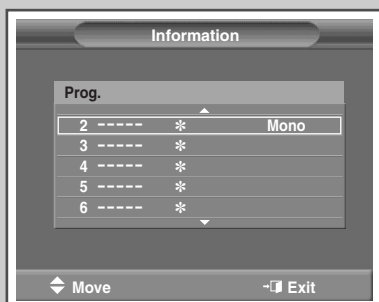 Information
Prog.
2 ----- ✻ Mono
3 ----- ✻
4 ----- ✻
5 ----- ✻
6 ----- ✻
Move Exit